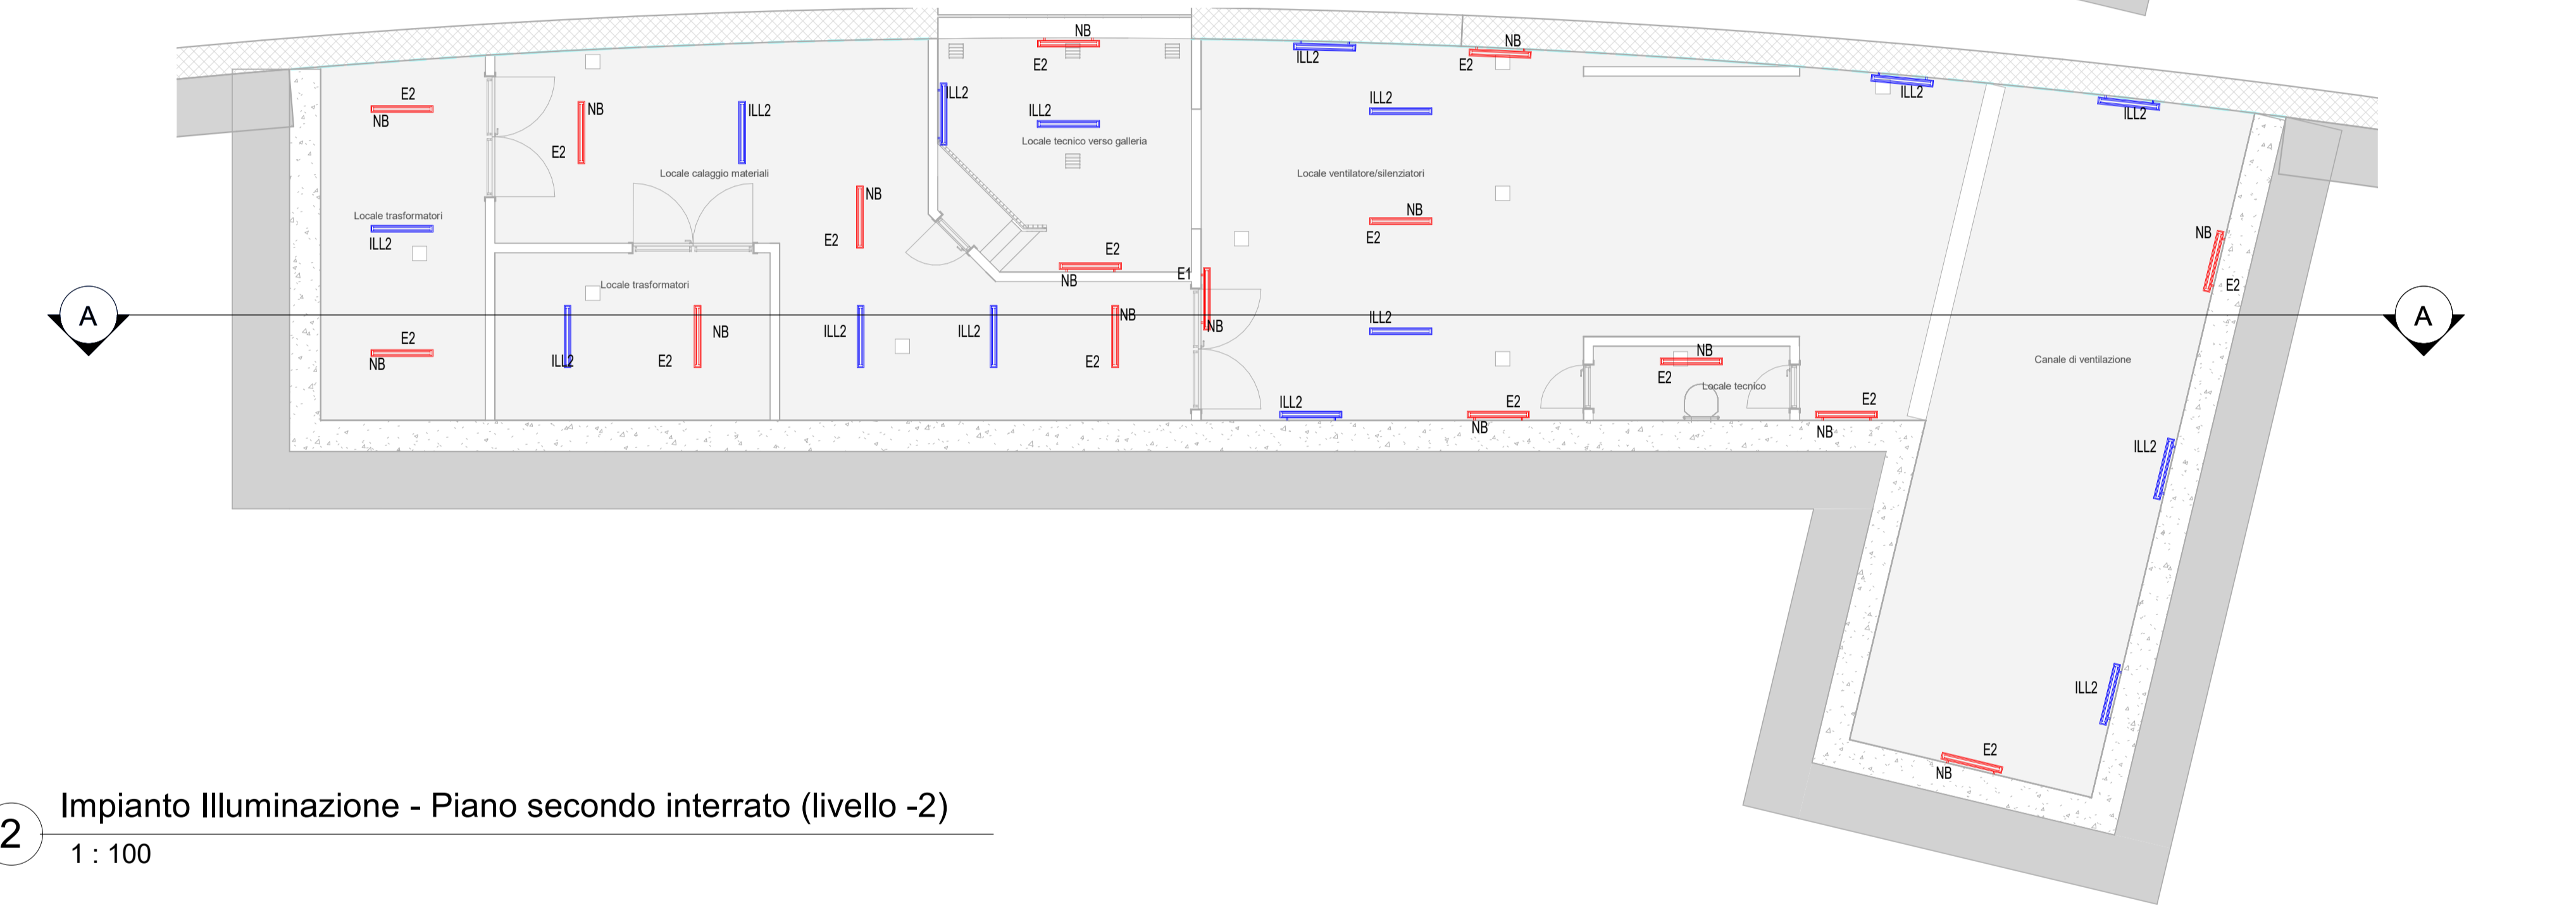 NB
E2
ILL2
NB
E2
ILL2
ILL2
E2
NB
NB
ILL2
E2
ILL2
ILL2
Locale tecnico verso galleria
ILL2
ILL2
Locale calaggio materiali
Locale ventilatore/silenziatori
NB
E2
Locale trasformatori
ILL2
NB
E2
E2
NB
NB
E2
Locale trasformatori
E1
NB
A
NB
ILL2
E2
NB
ILL2
ILL2
NB
E2
ILL2
A
E2
NB
NB
E2
Locale tecnico
Canale di ventilazione
ILL2
E2
NB
E2
NB
ILL2
ILL2
E2
NB
2
Impianto Illuminazione - Piano secondo interrato (livello -2)
1 : 100